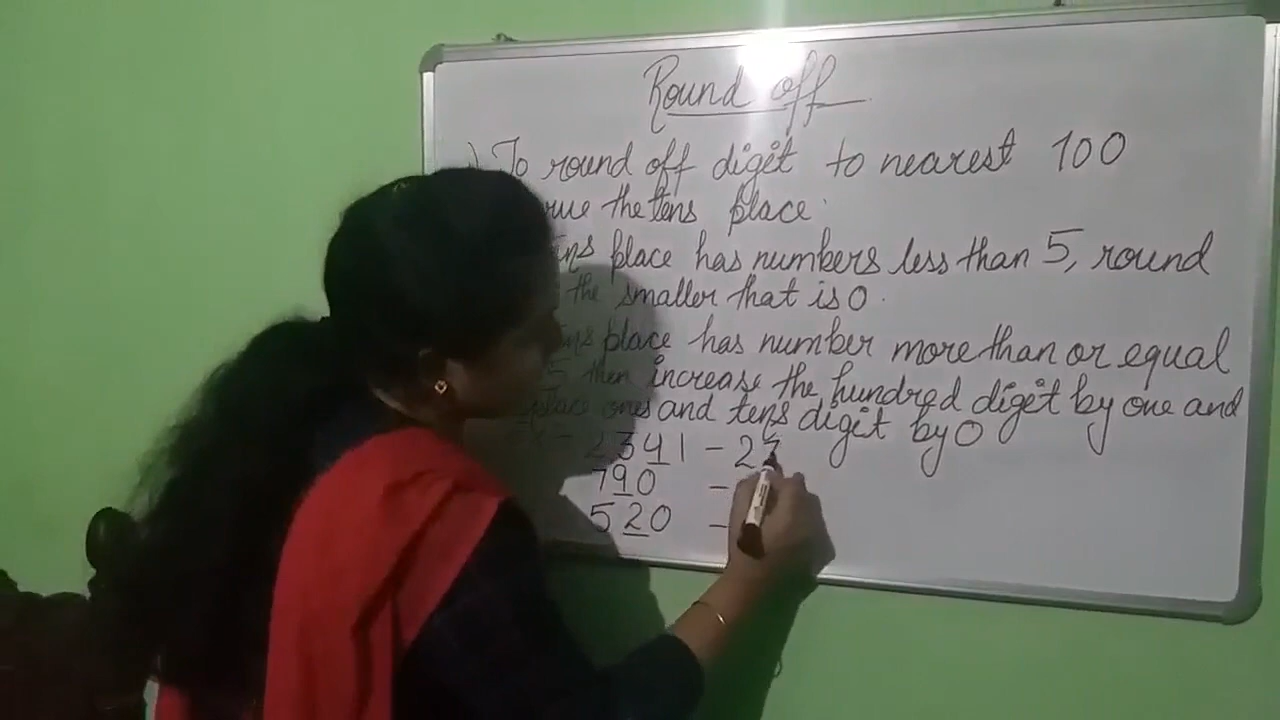 Round off
) To round off digit to nearest 100
the tens place.
place has numbers less than 5, round
the smaller that is 0.
place has number more than or equal
5 then increase the hundred digit by one and
place ones and tens digit by 0
2341 - 2
790 -
520 -